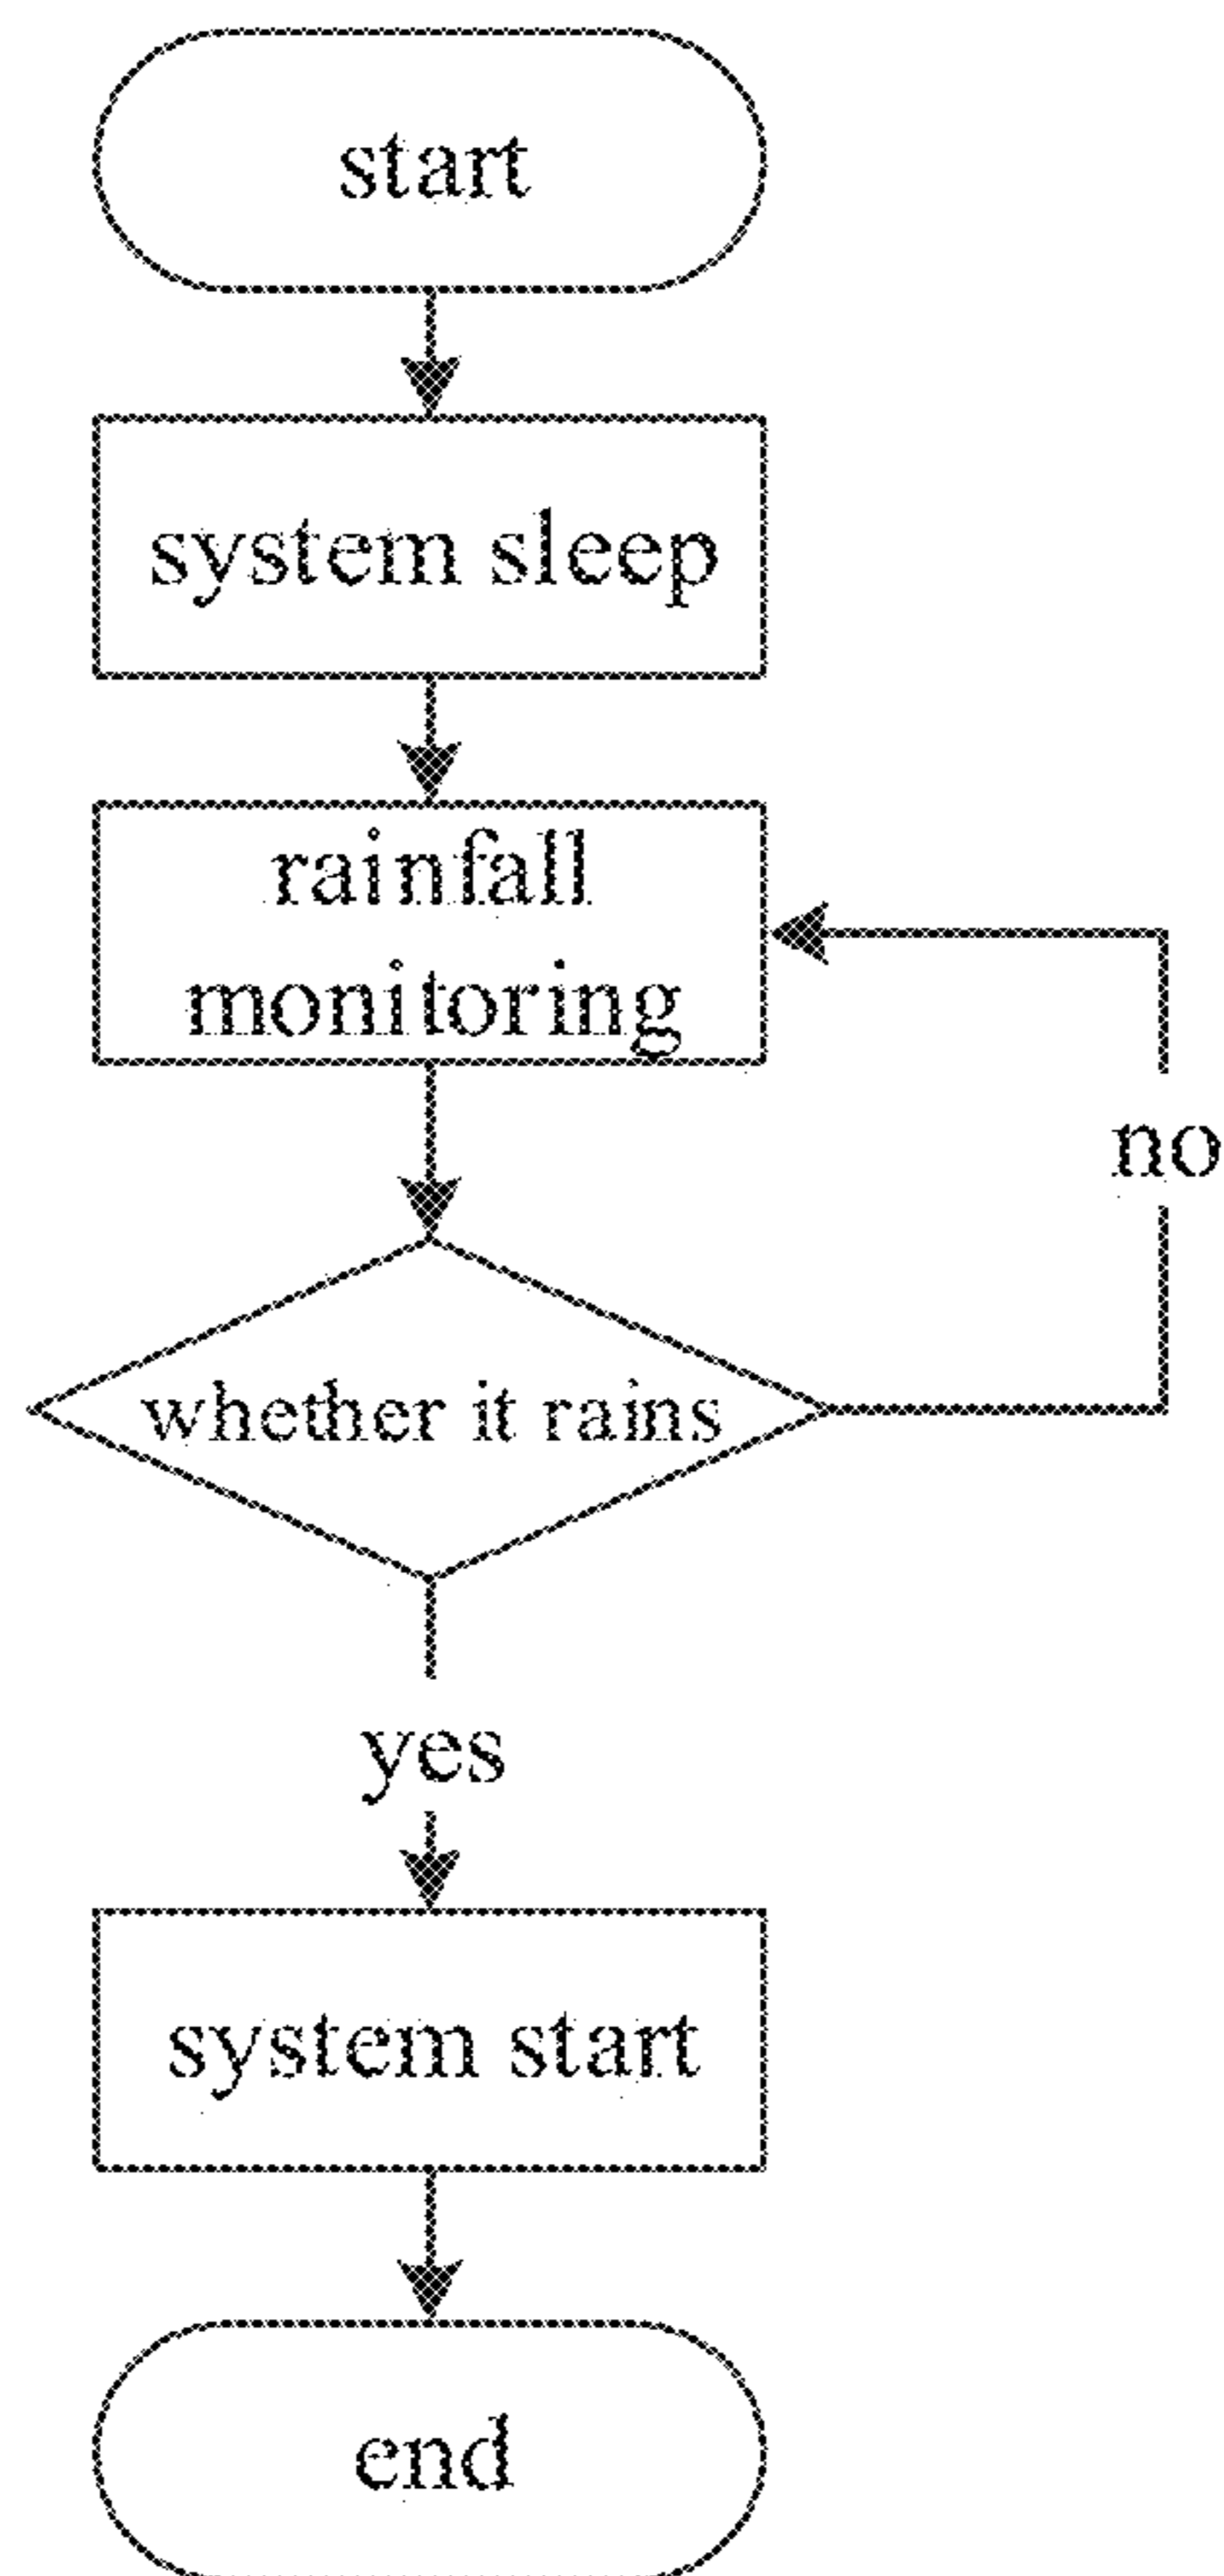 start
system sleep
rainfall
monitoring
no
whether it rains
yes
system start
end